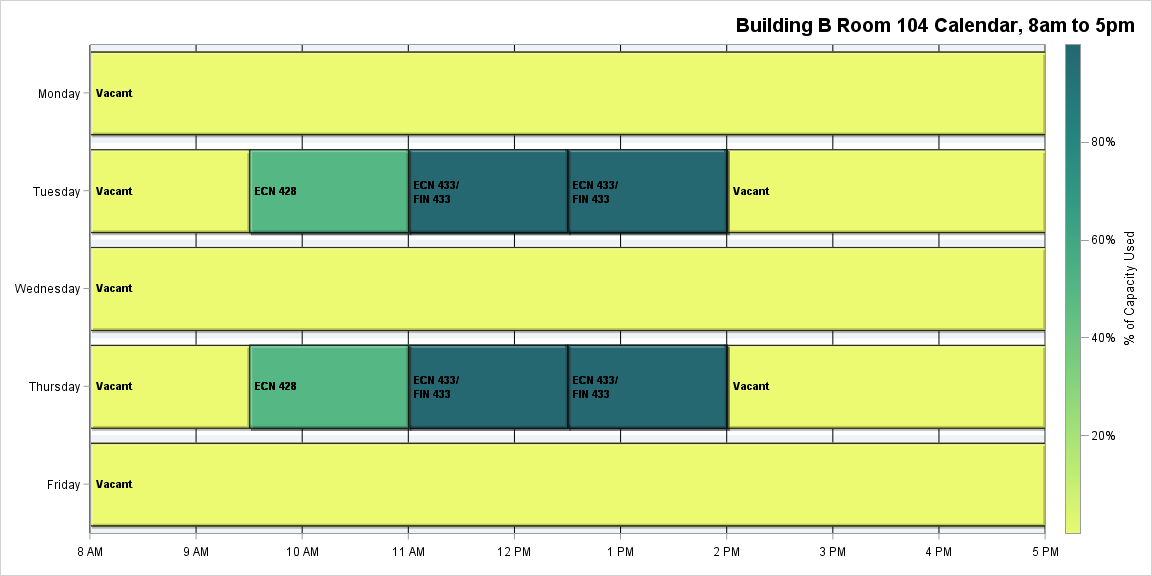 Building B Room 104 Calendar, 8am to 5pm
Monday
Vacant
Tuesday
Vacant
ECN 428
ECN 433/
FIN 433
ECN 433/
FIN 433
Vacant
Wednesday
Vacant
Thursday
Vacant
ECN 428
ECN 433/
FIN 433
ECN 433/
FIN 433
Vacant
Friday
Vacant
8 AM
9 AM
10 AM
11 AM
12 PM
1 PM
2 PM
3 PM
4 PM
5 PM
80%
60%
40%
20%
% of Capacity Used